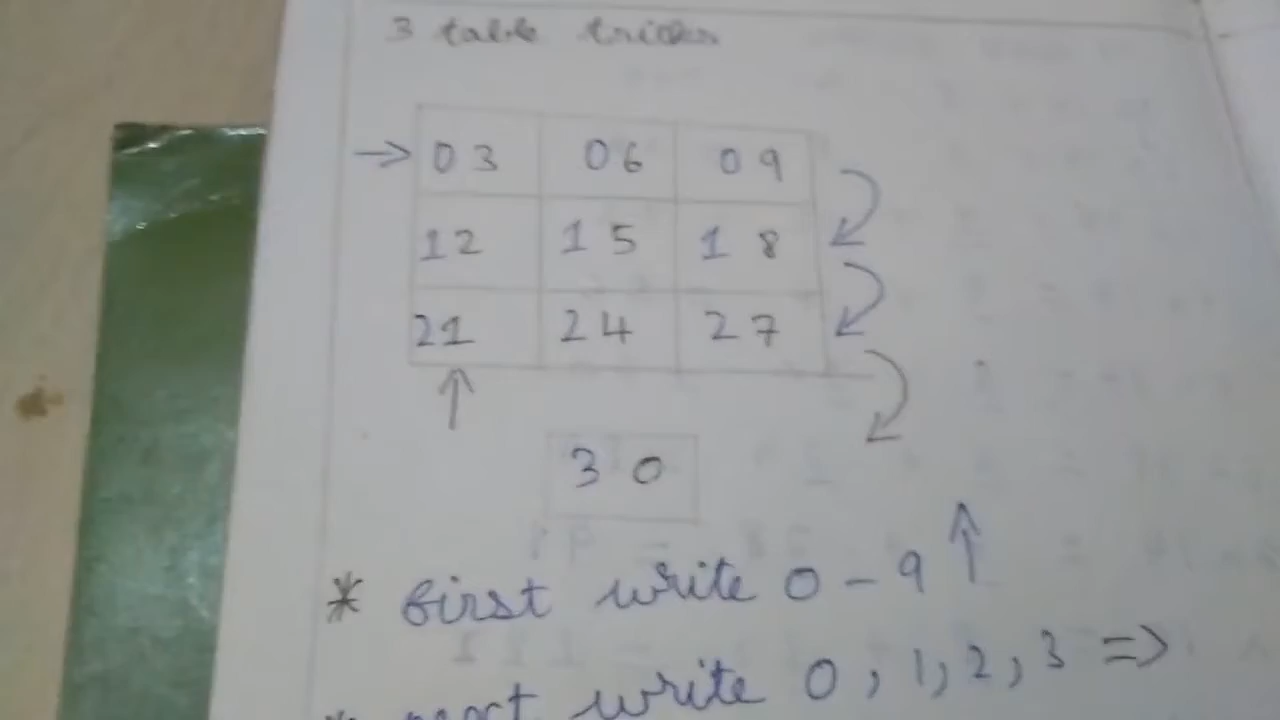 3 table tricks
→ 03 06 09
12 15 18
21 24 27
↑
30
* first write 0 - 9 ↑
* next write 0, 1, 2, 3 ⇒